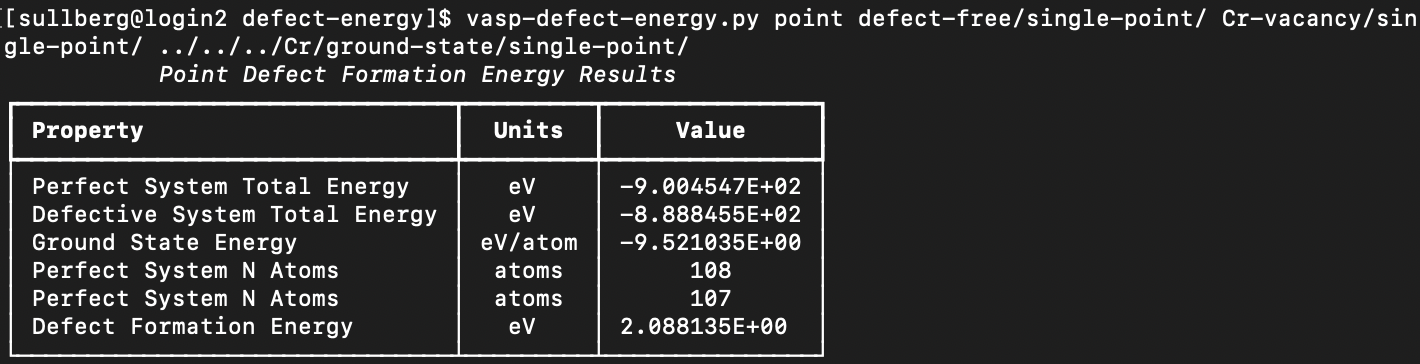 [[sullberg@login2 defect-energy]$ vasp-defect-energy.py point defect-free/single-point/ Cr-vacancy/sin
gle-point/ ../../../Cr/ground-state/single-point/
Point Defect Formation Energy Results
Property Units Value
Perfect System Total Energy eV −9.004547E+02
Defective System Total Energy eV −8.888455E+02
Ground State Energy eV/atom −9.521035E+00
Perfect System N Atoms atoms 108
Perfect System N Atoms atoms 107
Defect Formation Energy eV 2.088135E+00